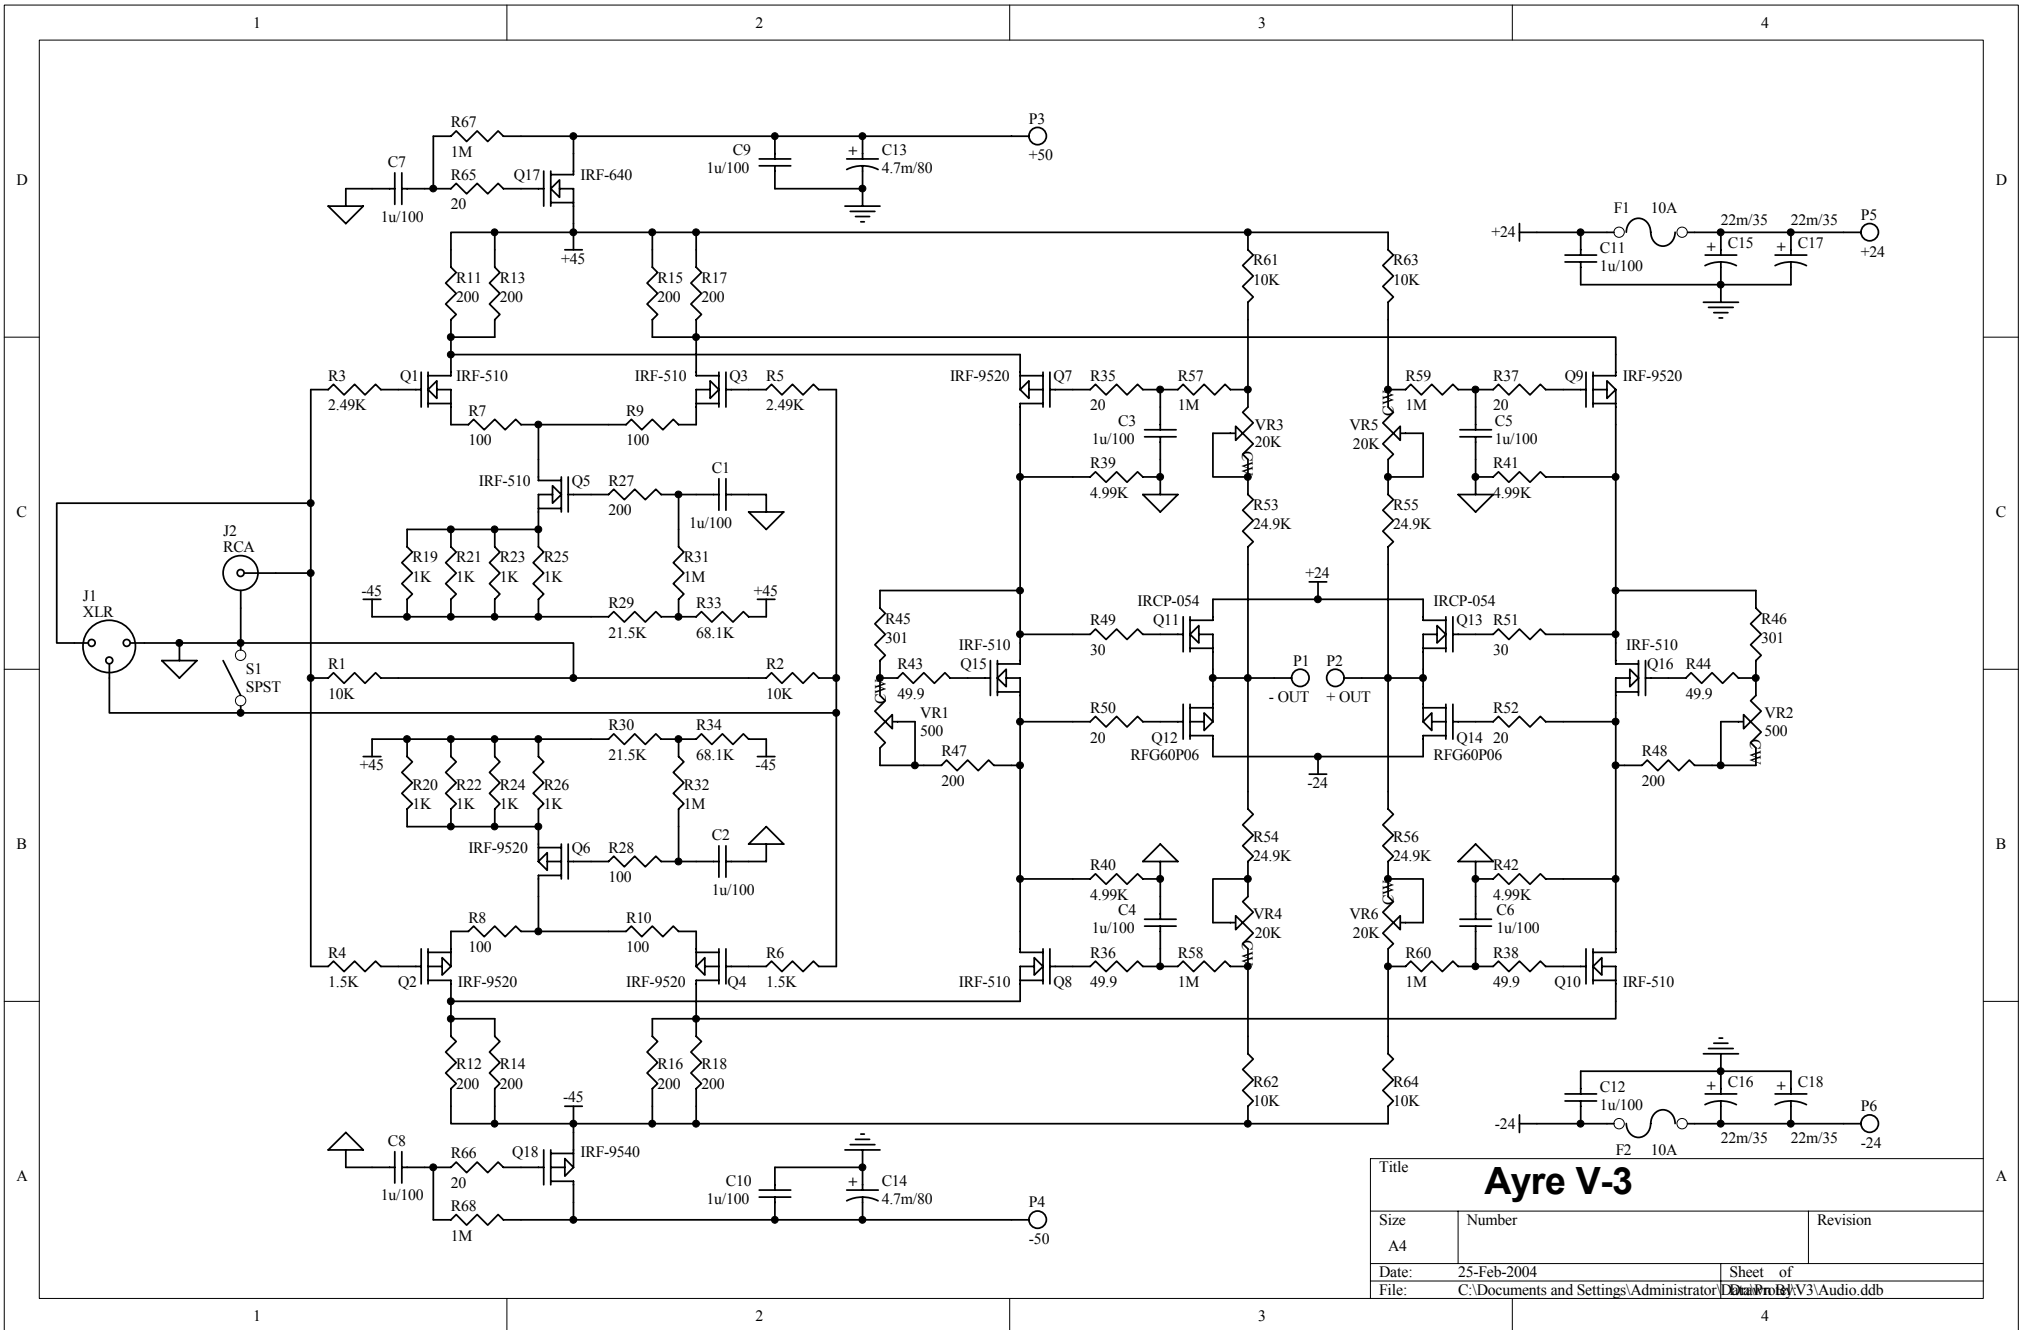 1 2 3 4
D C B A
D C B A
1 2 3 4
R67
1M
C7
1u/100
R65
20
Q17
IRF-640
C9
1u/100
+
C13
4.7m/80
P3
+50
+45
R11
200
R13
200
R15
200
R17
200
R61
10K
R63
10K
+24
F1 10A
C11
1u/100
22m/35
+
C15
22m/35
+
C17
P5
+24
R3
2.49K
Q1
IRF-510
IRF-510
Q3
R5
2.49K
R7
100
R9
100
IRF-9520
Q7
R35
20
R57
1M
C3
1u/100
R39
4.99K
VR3
20K
CW
R53
24.9K
CW
VR5
20K
R55
24.9K
R59
1M
R37
20
C5
1u/100
R41
4.99K
Q9
IRF-9520
IRF-510
Q5
R27
200
C1
1u/100
R19
1K
R21
1K
R23
1K
R25
1K
R31
1M
-45
R29
21.5K
R33
68.1K
+45
J2
RCA
J1
XLR
S1
SPST
R1
10K
R2
10K
R45
301
IRF-510
Q15
R43
49.9
CW
VR1
500
R47
200
R49
30
IRCP-054
Q11
+24
IRCP-054
Q13
R51
30
P1
- OUT
P2
+ OUT
R50
20
Q12
RFG60P06
-24
Q14
RFG60P06
R52
20
IRF-510
Q16
R44
49.9
R46
301
VR2
500
CW
R48
200
+45
R30
21.5K
R34
68.1K
-45
R20
1K
R22
1K
R24
1K
R26
1K
R32
1M
IRF-9520
Q6
R28
100
C2
1u/100
R8
100
R10
100
R4
1.5K
Q2
IRF-9520
IRF-9520
Q4
R6
1.5K
R40
4.99K
C4
1u/100
IRF-510
Q8
R36
49.9
R58
1M
R54
24.9K
VR4
20K
CW
R56
24.9K
CW
VR6
20K
R60
1M
R42
4.99K
C6
1u/100
R38
49.9
Q10
IRF-510
R12
200
R14
200
R16
200
R18
200
R62
10K
R64
10K
-45
C8
1u/100
R66
20
Q18
IRF-9540
R68
1M
C10
1u/100
+
C14
4.7m/80
P4
-50
-24
C12
1u/100
F2 10A
+
C16
22m/35
+
C18
22m/35
P6
-24
Title
Ayre V-3
Size
A4
Number
Revision
Date: 25-Feb-2004
Sheet of
File: C:\Documents and Settings\Administrator\ V3\Audio.ddb